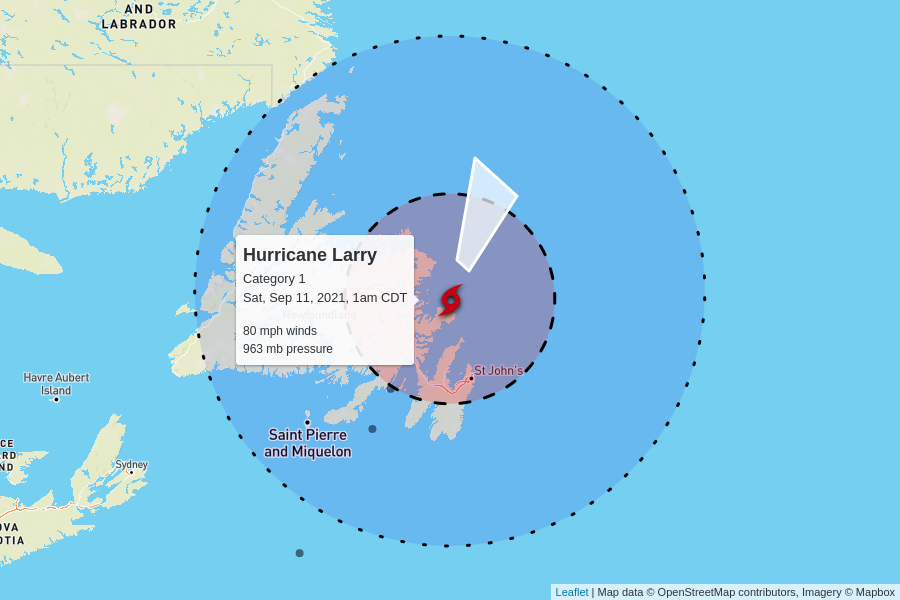 AND
LABRADOR
Hurricane Larry
Category 1
Sat, Sep 11, 2021, 1am CDT
Newfoundland
80 mph winds
963 mb pressure
St John's
Havre Aubert
Island
Saint Pierre
and Miquelon
CE
RD
ND
Sydney
OVA
OTIA
Leaflet | Map data © OpenStreetMap contributors, Imagery © Mapbox